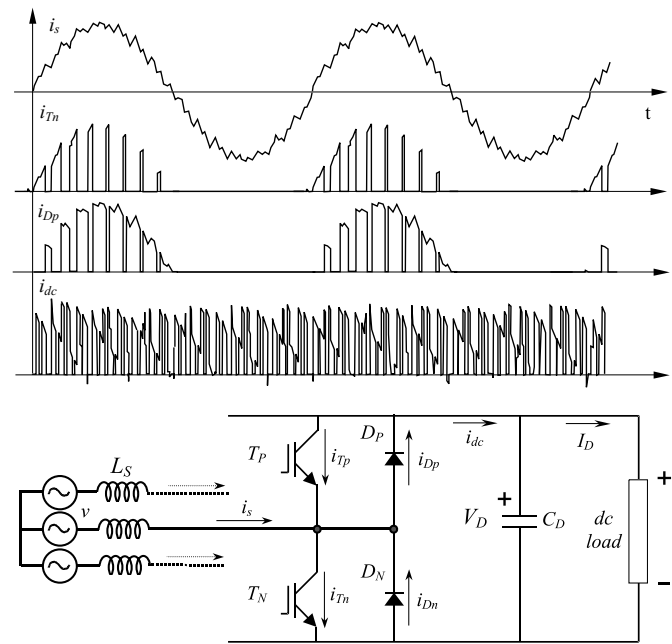 i_s
t
i_Tn
i_Dp
i_dc
T_P
i_Tp
D_P
i_Dp
i_dc
I_D
L_S
v
i_s
+
V_D
C_D
+
dc
load
−
T_N
i_Tn
D_N
i_Dn